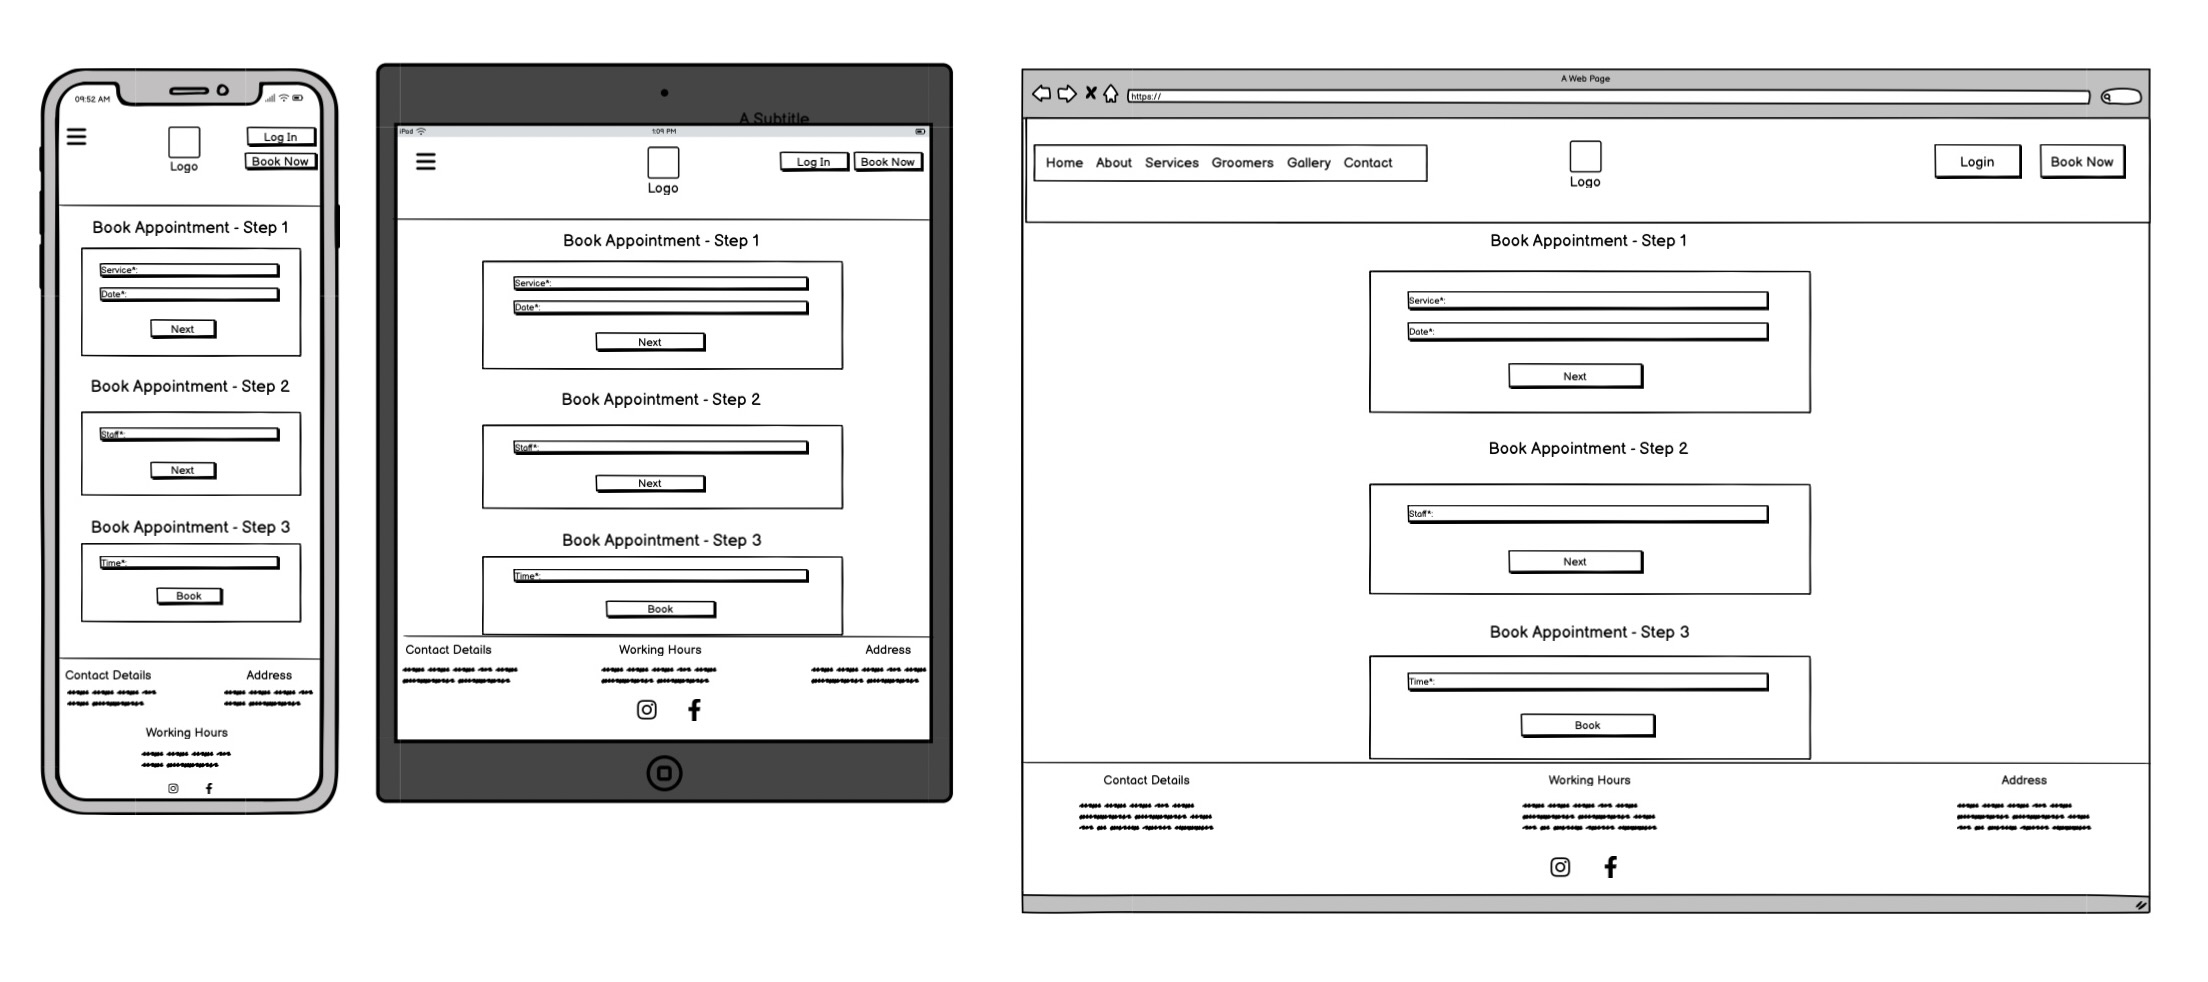 09:52 AM
Log In
Book Now
Logo
Book Appointment - Step 1
Service*:
Date*:
Next
Book Appointment - Step 2
Staff*:
Next
Book Appointment - Step 3
Time*:
Book
Contact Details
Address
Working Hours
A Subtitle
iPad
1:09 PM
Log In
Book Now
Logo
Book Appointment - Step 1
Service*:
Date*:
Next
Book Appointment - Step 2
Staff*:
Next
Book Appointment - Step 3
Time*:
Book
Contact Details
Working Hours
Address
A Web Page
https://
Home About Services Groomers Gallery Contact
Logo
Login
Book Now
Book Appointment - Step 1
Service*:
Date*:
Next
Book Appointment - Step 2
Staff*:
Next
Book Appointment - Step 3
Time*:
Book
Contact Details
Working Hours
Address